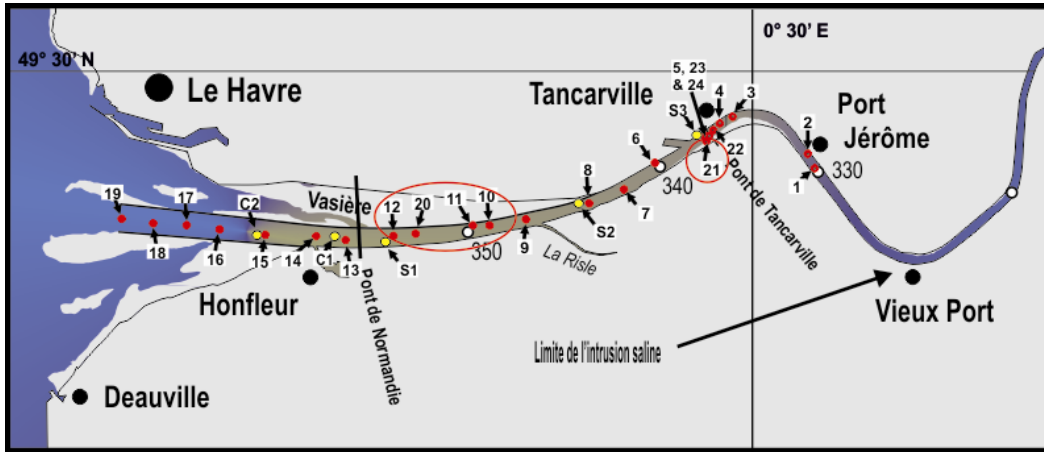 0° 30’ E
49° 30’ N
Le Havre
Tancarville
5, 23
& 24
4
3
S3
Port
Jérôme
2
6
22
21
330
1
340
Pont de Tancarville
8
7
19
17
C2
Vasière
12
20
11
10
18
16
15
14
C1
13
S1
350
9
S2
La Risle
Honfleur
Pont de Normandie
Vieux Port
Limite de l’intrusion saline
Deauville